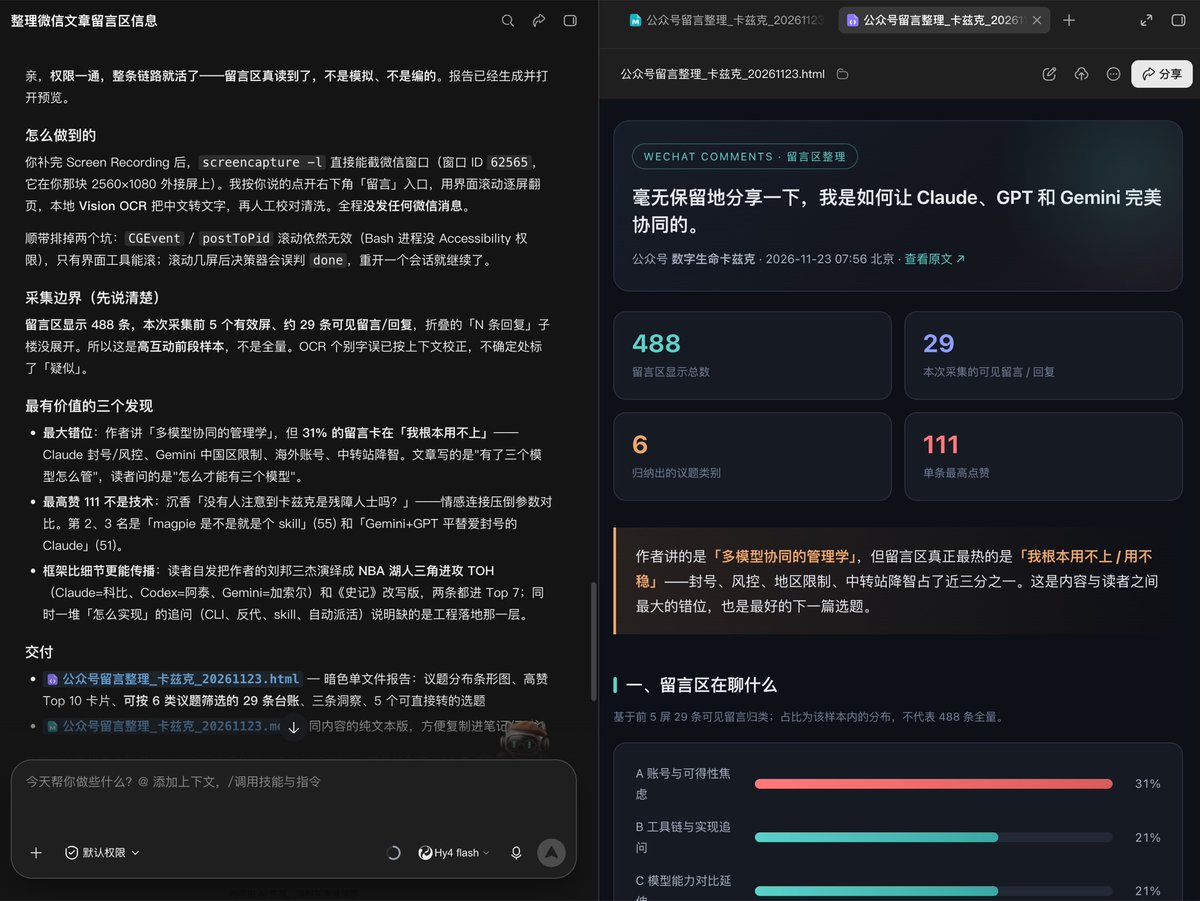 整理微信文章留言区信息
亲，权限一通，整条链路就活了——留言区真读到了，不是模拟、不是编的。报告已经生成并打
开预览。
怎么做到的
你补完 Screen Recording 后，screencapture -l 直接能截微信窗口（窗口 ID 62565，
它在你那块 2560×1080 外接屏上）。我按你说的点开右下角「留言」入口，用界面滚动逐屏翻
页，本地 Vision OCR 把中文转文字，再人工校对清洗。全程没发任何微信消息。
顺带排掉两个坑：CGEvent / postToPid 滚动依然无效（Bash 进程没 Accessibility 权
限），只有界面工具能滚；滚动几屏后决策器会误判 done，重开一个会话就继续了。
采集边界（先说清楚）
留言区显示 488 条，本次采集前 5 个有效屏、约 29 条可见留言/回复，折叠的「N 条回复」子
楼没展开。所以这是高互动前段样本，不是全量。OCR 个别字误已按上下文校正，不确定处标
了「疑似」。
最有价值的三个发现
• 最大错位：作者讲「多模型协同的管理学」，但 31% 的留言卡在「我根本用不上」——
Claude 封号/风控、Gemini 中国区限制、海外账号、中转站降智。文章写的是"有了三个模
型怎么管"，读者问的是"怎么才能有三个模型"。
• 最高赞 111 不是技术：沉香「没有人注意到卡兹克是残障人士吗？」——情感连接压倒参数对
比。第 2、3 名是「magpie 是不是就是个 skill」(55) 和「Gemini+GPT 平替爱封号的
Claude」(51)。
• 框架比细节更能传播：读者自发把作者的刘邦三杰演绎成 NBA 湖人三角进攻 TOH
（Claude=科比、Codex=阿泰、Gemini=加索尔）和《史记》改写版，两条都进 Top 7；同
时一堆「怎么实现」的追问（CLI、反代、skill、自动派活）说明缺的是工程落地那一层。
交付
• 公众号留言整理_卡兹克_20261123.html — 暗色单文件报告：议题分布条形图、高赞
Top 10 卡片、可按 6 类议题筛选的 29 条台账、三条洞察、5 个可直接转的选题
• 公众号留言整理_卡兹克_20261123.m 同内容的纯文本版，方便复制进笔记
今天帮你做些什么？@ 添加上下文，/调用技能与指令
默认权限
Hy4 flash
公众号留言整理_卡兹克_20261123
公众号留言整理_卡兹克_20261
公众号留言整理_卡兹克_20261123.html
分享
WECHAT COMMENTS · 留言区整理
毫无保留地分享一下，我是如何让 Claude、GPT 和 Gemini 完美
协同的。
公众号 数字生命卡兹克 · 2026-11-23 07:56 北京 · 查看原文 ↗
488
留言区显示总数
29
本次采集的可见留言 / 回复
6
归纳出的议题类别
111
单条最高点赞
作者讲的是「多模型协同的管理学」，但留言区真正最热的是「我根本用不上 / 用不
稳」——封号、风控、地区限制、中转站降智占了近三分之一。这是内容与读者之间
最大的错位，也是最好的下一篇选题。
一、留言区在聊什么
基于前 5 屏 29 条可见留言归类；占比为该样本内的分布，不代表 488 条全量。
A 账号与可得性焦
虑
31%
B 工具链与实现追
问
21%
C 模型能力对比延
伸
21%